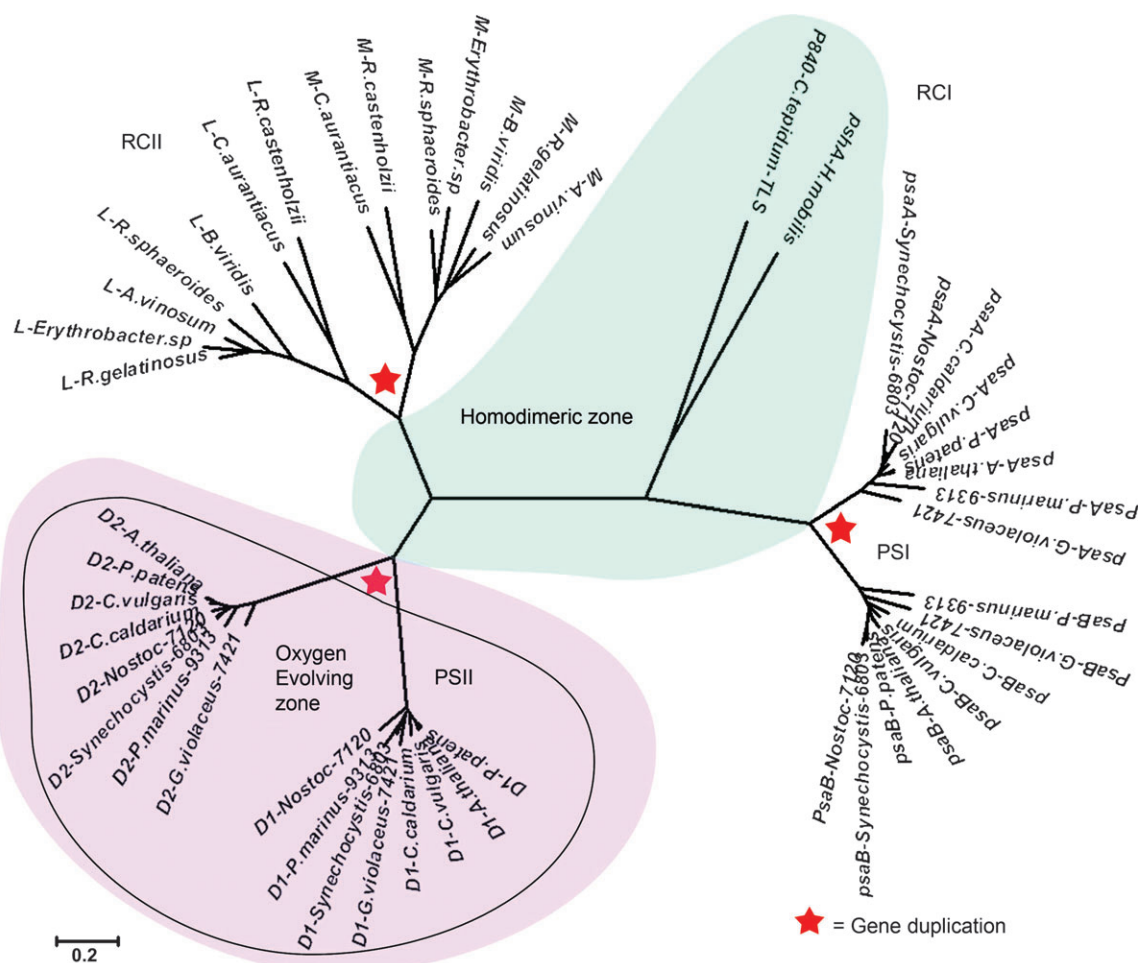 RCII
RCI
L-R.gelatinosus
L-Erythrobacter.sp
L-A.vinosum
L-R.sphaeroides
L-B.viridis
L-C.aurantiacus
L-R.castenholzii
M-C.aurantiacus
M-R.castenholzii
M-R.sphaeroides
M-Erythrobacter.sp
M-B.viridis
M-R.gelatinosus
M-A.vinosum
P840-C.tepidum-TLS
pshA-H.mobilis
Homodimeric zone
psaA-Synechocystis-6803
psaA-Nostoc-7120
psaA-C.caldarium
psaA-C.vulgaris
psaA-P.patens
psaA-A.thaliana
PsaA-P.marinus-9313
psaA-G.violaceus-7421
PSI
PsaB-P.marinus-9313
PsaB-G.violaceus-7421
psaB-C.caldarium
psaB-C.vulgaris
psaB-A.thaliana
psaB-P.patens
psaB-Synechocystis-6803
PsaB-Nostoc-7120
D2-A.thaliana
D2-P.patens
D2-C.vulgaris
D2-C.caldarium
D2-Nostoc-7120
D2-Synechocystis-6803
D2-P.marinus-9313
D2-G.violaceus-7421
Oxygen
Evolving
zone
PSII
D1-Nostoc-7120
D1-P.marinus-9313
D1-Synechocystis-6803
D1-G.violaceus-7421
D1-C.caldarium
D1-C.vulgaris
D1-A.thaliana
D1-P.patens
0.2
= Gene duplication